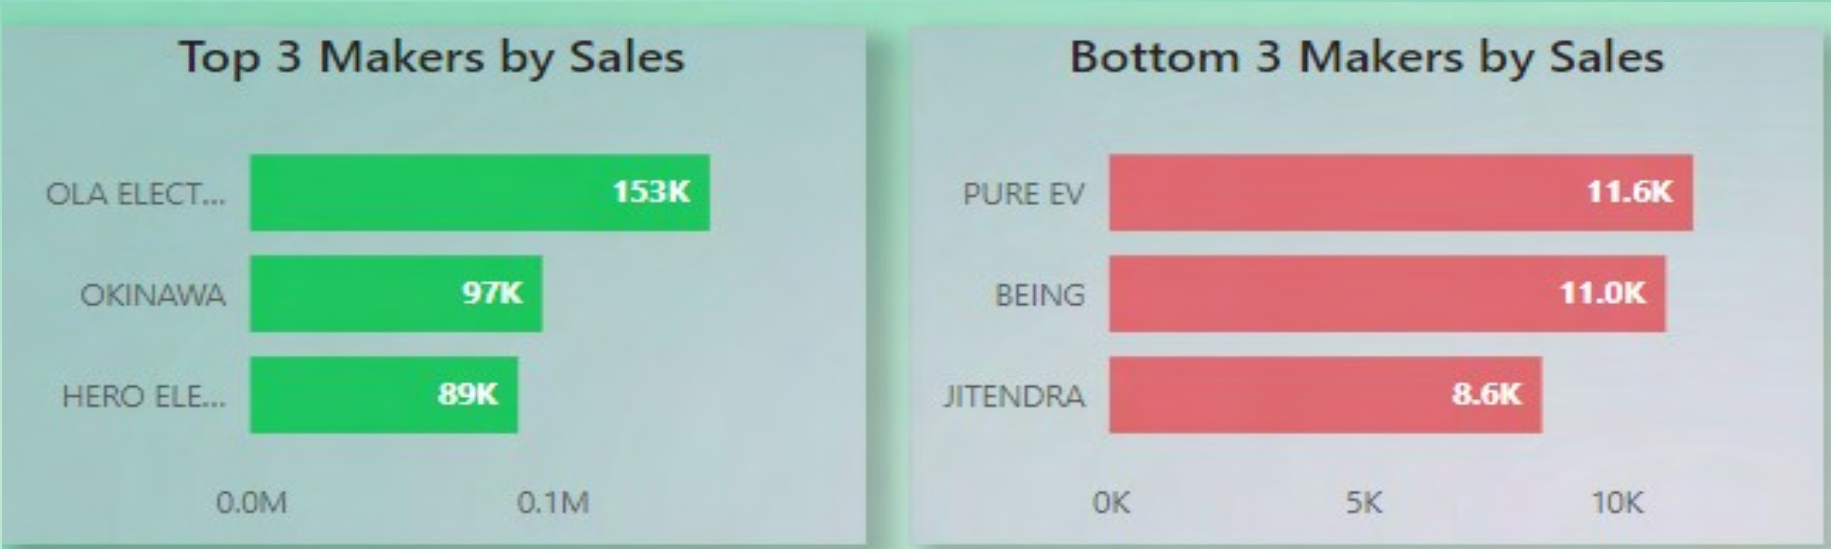 Top 3 Makers by Sales
OLA ELECT... 153K
OKINAWA 97K
HERO ELE... 89K
0.0M 0.1M
Bottom 3 Makers by Sales
PURE EV 11.6K
BEING 11.0K
JITENDRA 8.6K
0K 5K 10K